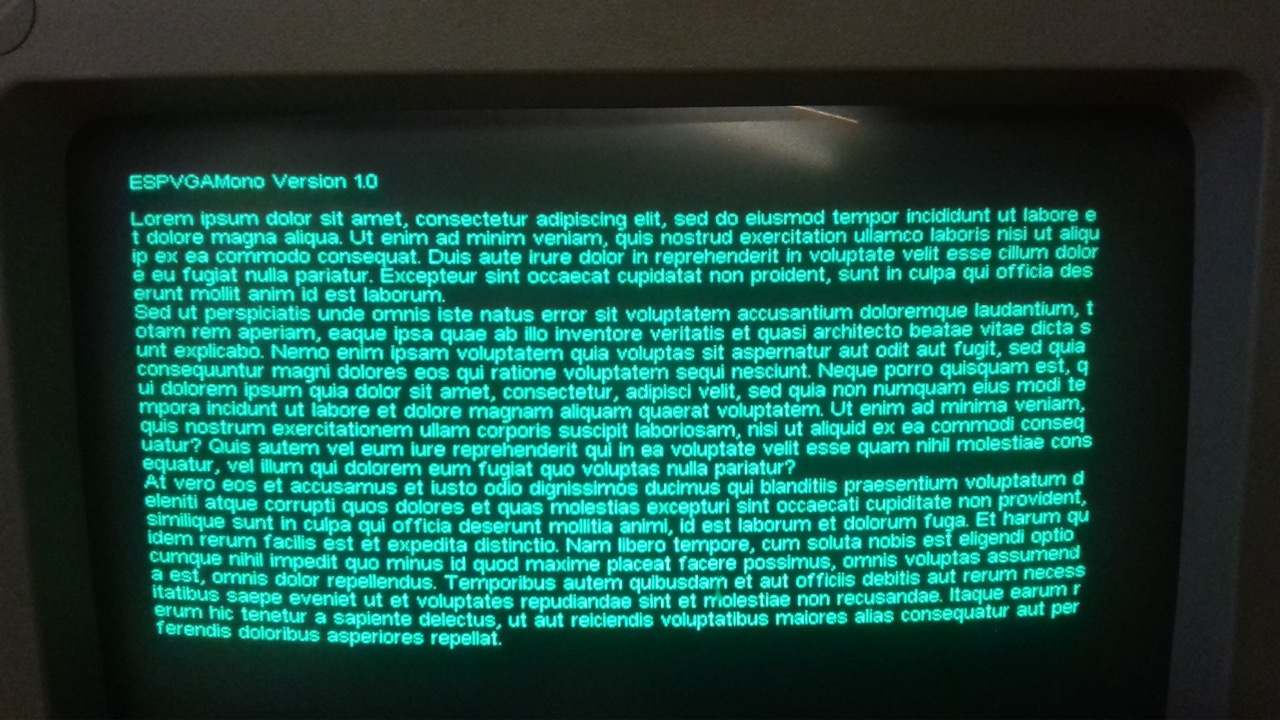 ESPVGAMono Version 1.0
Lorem ipsum dolor sit amet, consectetur adipiscing elit, sed do eiusmod tempor incididunt ut labore e
t dolore magna aliqua. Ut enim ad minim veniam, quis nostrud exercitation ullamco laboris nisi ut aliqu
ip ex ea commodo consequat. Duis aute irure dolor in reprehenderit in voluptate velit esse cillum dolor
e eu fugiat nulla pariatur. Excepteur sint occaecat cupidatat non proident, sunt in culpa qui officia des
erunt mollit anim id est laborum.
Sed ut perspiciatis unde omnis iste natus error sit voluptatem accusantium doloremque laudantium, t
otam rem aperiam, eaque ipsa quae ab illo inventore veritatis et quasi architecto beatae vitae dicta s
unt explicabo. Nemo enim ipsam voluptatem quia voluptas sit aspernatur aut odit aut fugit, sed quia
consequuntur magni dolores eos qui ratione voluptatem sequi nesciunt. Neque porro quisquam est, q
ui dolorem ipsum quia dolor sit amet, consectetur, adipisci velit, sed quia non numquam eius modi te
mpora incidunt ut labore et dolore magnam aliquam quaerat voluptatem. Ut enim ad minima veniam,
quis nostrum exercitationem ullam corporis suscipit laboriosam, nisi ut aliquid ex ea commodi conseq
uatur? Quis autem vel eum iure reprehenderit qui in ea voluptate velit esse quam nihil molestiae cons
equatur, vel illum qui dolorem eum fugiat quo voluptas nulla pariatur?
At vero eos et accusamus et iusto odio dignissimos ducimus qui blanditiis praesentium voluptatum d
eleniti atque corrupti quos dolores et quas molestias excepturi sint occaecati cupiditate non provident,
similique sunt in culpa qui officia deserunt mollitia animi, id est laborum et dolorum fuga. Et harum qu
idem rerum facilis est et expedita distinctio. Nam libero tempore, cum soluta nobis est eligendi optio
cumque nihil impedit quo minus id quod maxime placeat facere possimus, omnis voluptas assumend
a est, omnis dolor repellendus. Temporibus autem quibusdam et aut officiis debitis aut rerum necess
itatibus saepe eveniet ut et voluptates repudiandae sint et molestiae non recusandae. Itaque earum r
erum hic tenetur a sapiente delectus, ut aut reiciendis voluptatibus maiores alias consequatur aut per
ferendis doloribus asperiores repellat.